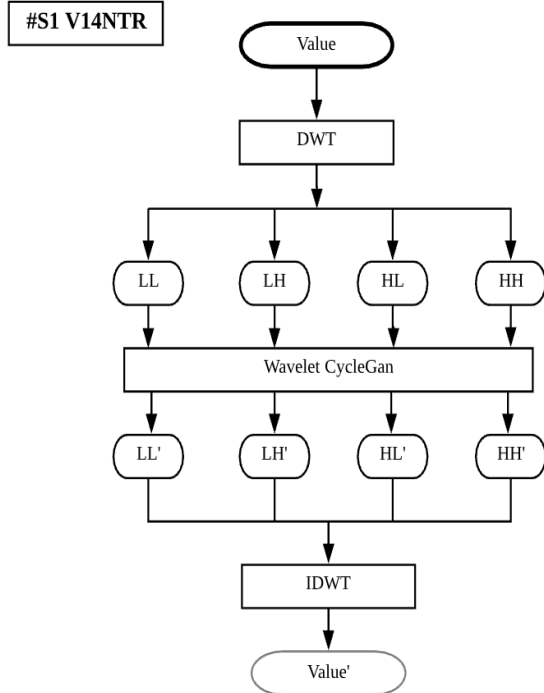 #S1 V14NTR
Value
DWT
LL LH HL HH
Wavelet CycleGan
LL' LH' HL' HH'
IDWT
Value'